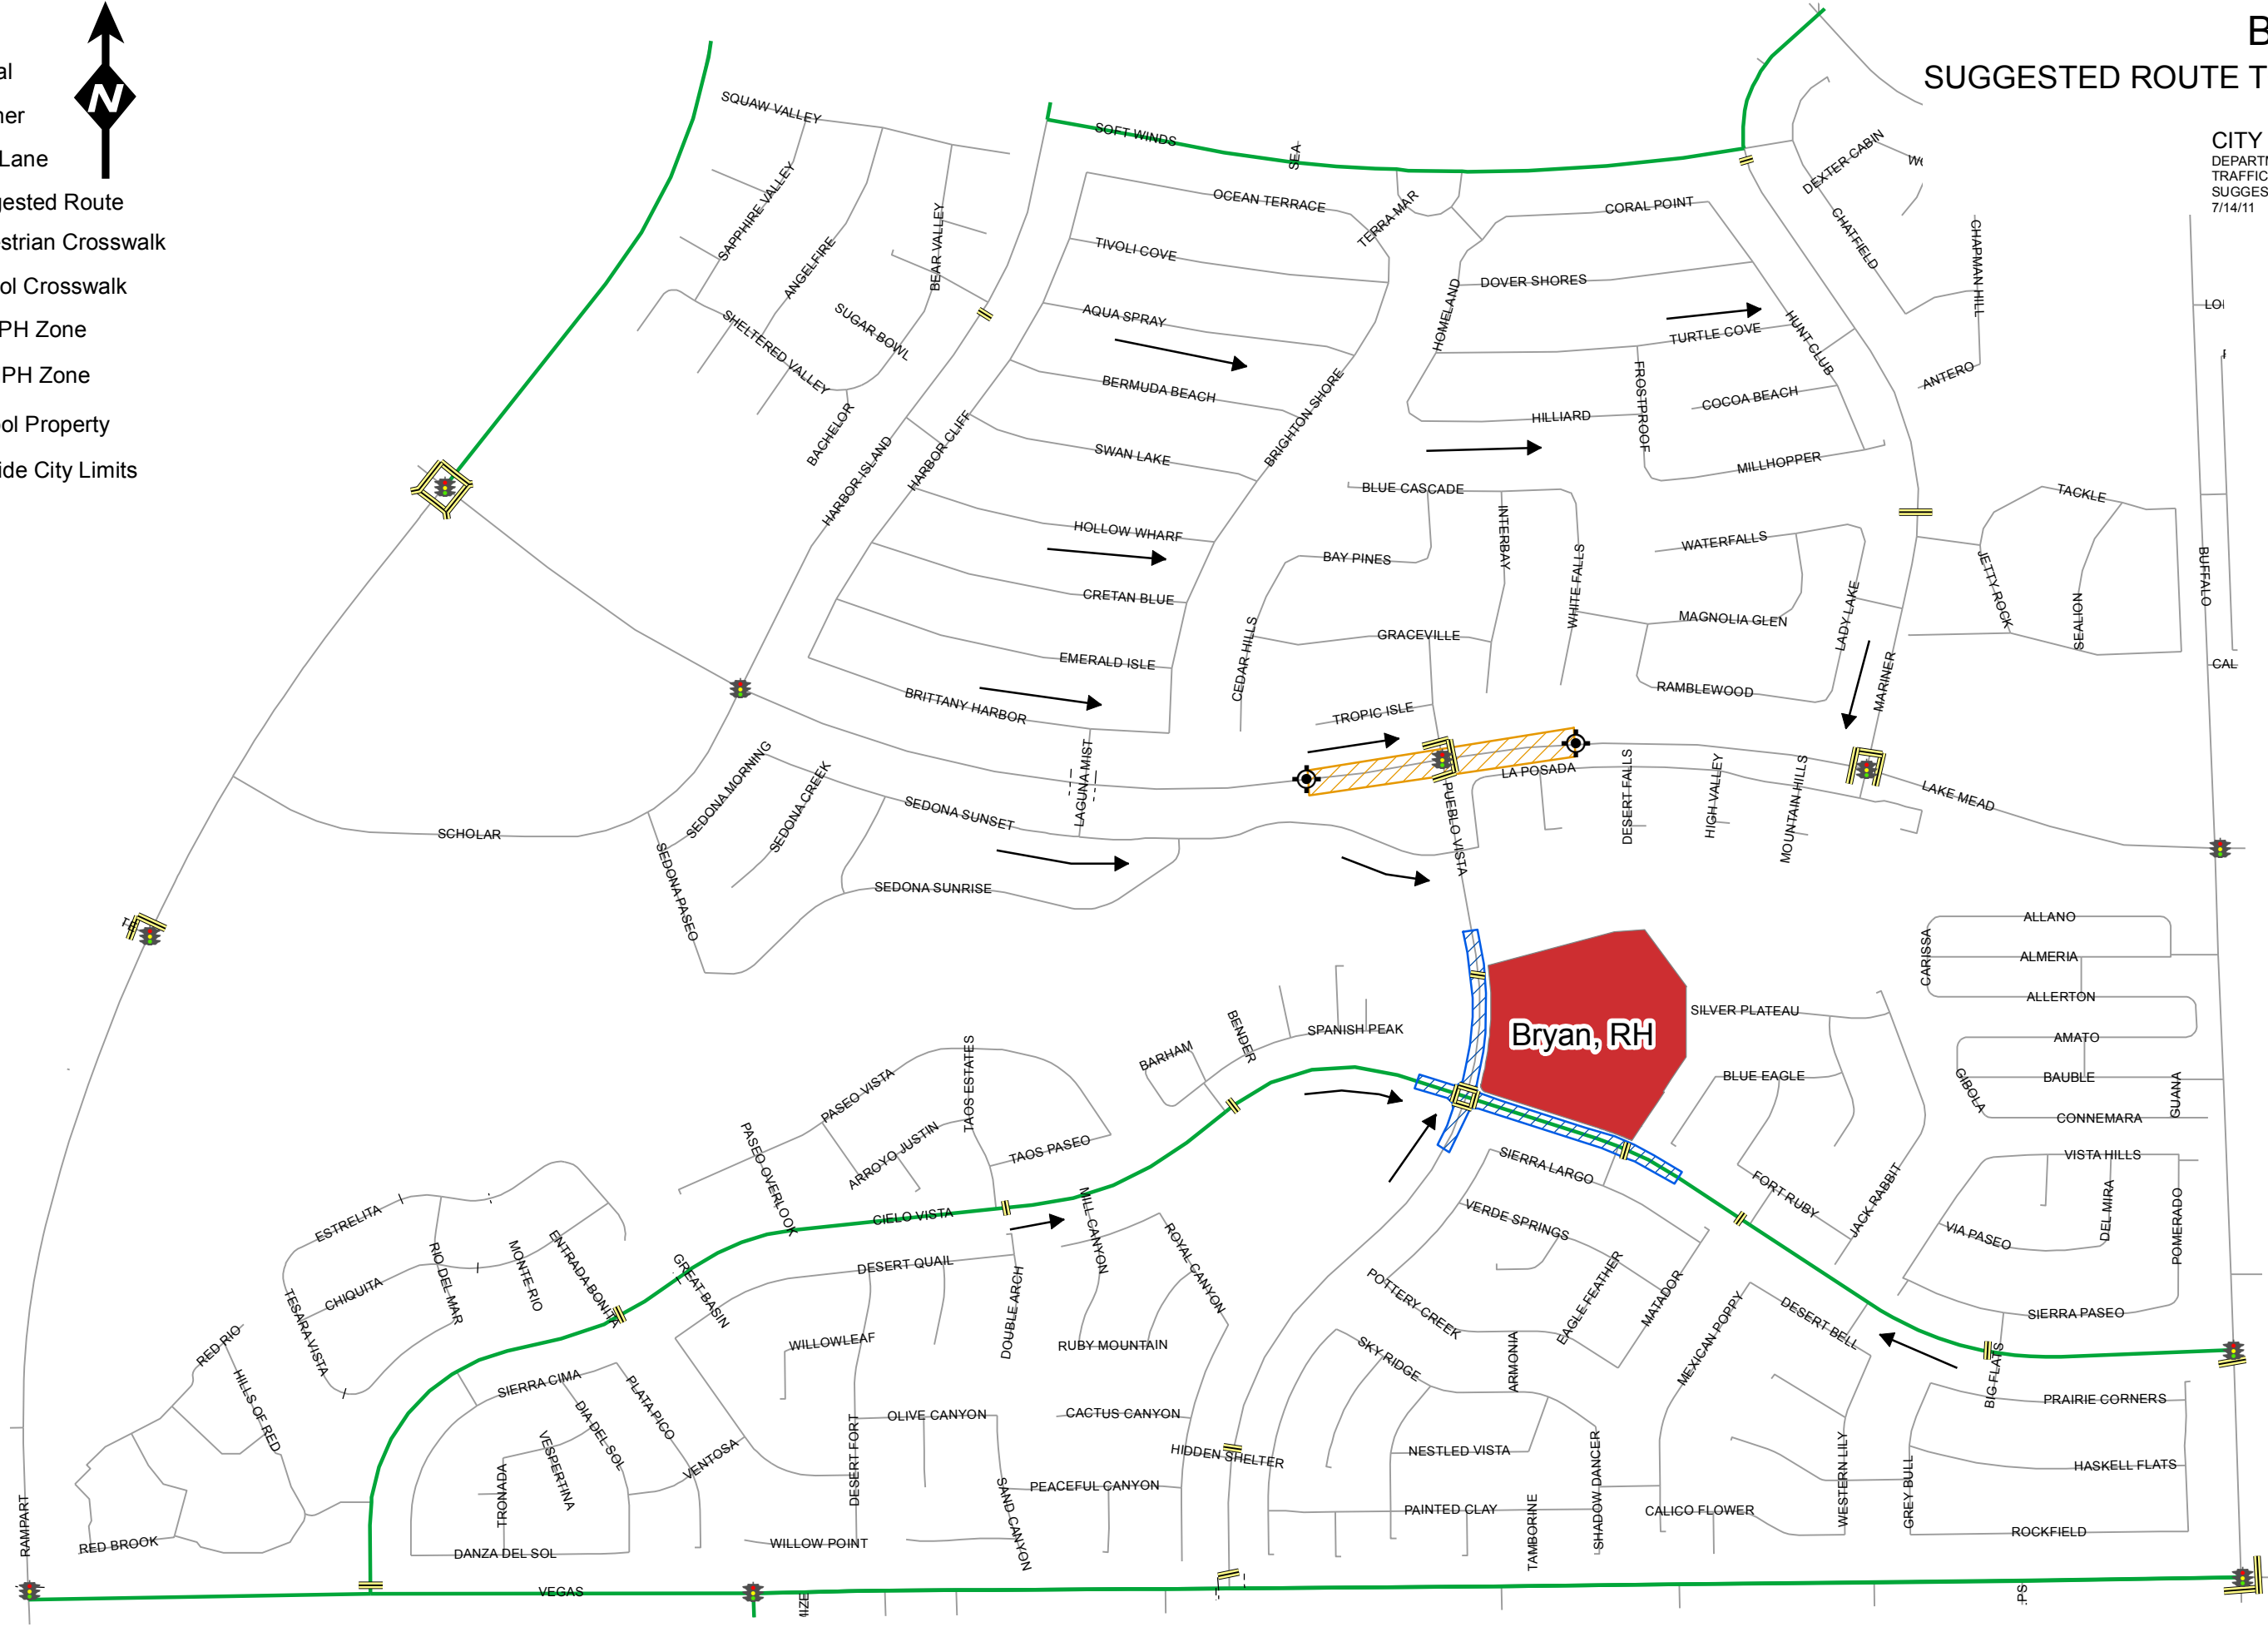 N
Lane
gested Route
estrian Crosswalk
ool Crosswalk
PH Zone
PH Zone
ool Property
ide City Limits
B
SUGGESTED ROUTE T
CITY
DEPARTM
TRAFFIC
SUGGES
7/14/11
SQUAW VALLEY
SAPPHIRE VALLEY
ANGELFIRE
BEAR VALLEY
SUGAR BOWL
SHELTERED VALLEY
BACHELOR
HARBOR ISLAND
HARBOR CLIFF
SOFT WINDS
SEA
OCEAN TERRACE
TERRA MAR
TIVOLI COVE
AQUA SPRAY
BERMUDA BEACH
SWAN LAKE
BRIGHTON SHORE
HOLLOW WHARF
CRETAN BLUE
EMERALD ISLE
BRITTANY HARBOR
CORAL POINT
DOVER SHORES
HOMELAND
TURTLE COVE
HUNT CLUB
FROSTPROOF
COCOA BEACH
HILLIARD
MILLHOPPER
DEXTER CABIN
CHATFIELD
CHAPMAN HILL
ANTERO
BLUE CASCADE
INTERBAY
BAY PINES
WHITE FALLS
GRACEVILLE
CEDAR HILLS
TROPIC ISLE
WATERFALLS
MAGNOLIA GLEN
LADY LAKE
RAMBLEWOOD
MARINER
TACKLE
JETTY ROCK
SEALION
BUFFALO
CAL
LAKE MEAD
LA POSADA
PUEBLO VISTA
DESERT FALLS
HIGH VALLEY
MOUNTAIN HILLS
SCHOLAR
SEDONA MORNING
SEDONA CREEK
SEDONA SUNSET
LAGUNA MIST
SEDONA PASEO
SEDONA SUNRISE
Bryan, RH
SILVER PLATEAU
BLUE EAGLE
CARISSA
ALLANO
ALMERIA
ALLERTON
AMATO
BAUBLE
GIBOLA
GUANA
CONNEMARA
VISTA HILLS
DEL MIRA
POMERADO
VIA PASEO
SIERRA PASEO
BARHAM
BENDER
SPANISH PEAK
PASEO VISTA
TAOS ESTATES
ARROYO JUSTIN
TAOS PASEO
PASEO OVERLOOK
CIELO VISTA
MILL CANYON
ROYAL CANYON
SIERRA LARGO
VERDE SPRINGS
FORT RUBY
JACK RABBIT
ESTRELITA
CHIQUITA
RIO DEL MAR
MONTE RIO
ENTRADA BONITA
TESARA VISTA
GREAT BASIN
DESERT QUAIL
DOUBLE ARCH
WILLOWLEAF
RUBY MOUNTAIN
POTTERY CREEK
EAGLE FEATHER
MATADOR
SKY RIDGE
ARMONIA
MEXICAN POPPY
DESERT BELL
BIG FLATS
PRAIRIE CORNERS
RED RIO
HILLS OF RED
SIERRA CIMA
PLATA PICO
DIA DEL SOL
VESPERTINA
TRONADA
VENTOSA
OLIVE CANYON
DESERT FORT
CACTUS CANYON
HIDDEN SHELTER
NESTLED VISTA
SHADOW DANCER
WESTERN LILY
GREY BULL
HASKELL FLATS
PEACEFUL CANYON
SAND CANYON
PAINTED CLAY
TAMBORINE
CALICO FLOWER
ROCKFIELD
RAMPART
RED BROOK
DANZA DEL SOL
WILLOW POINT
VEGAS